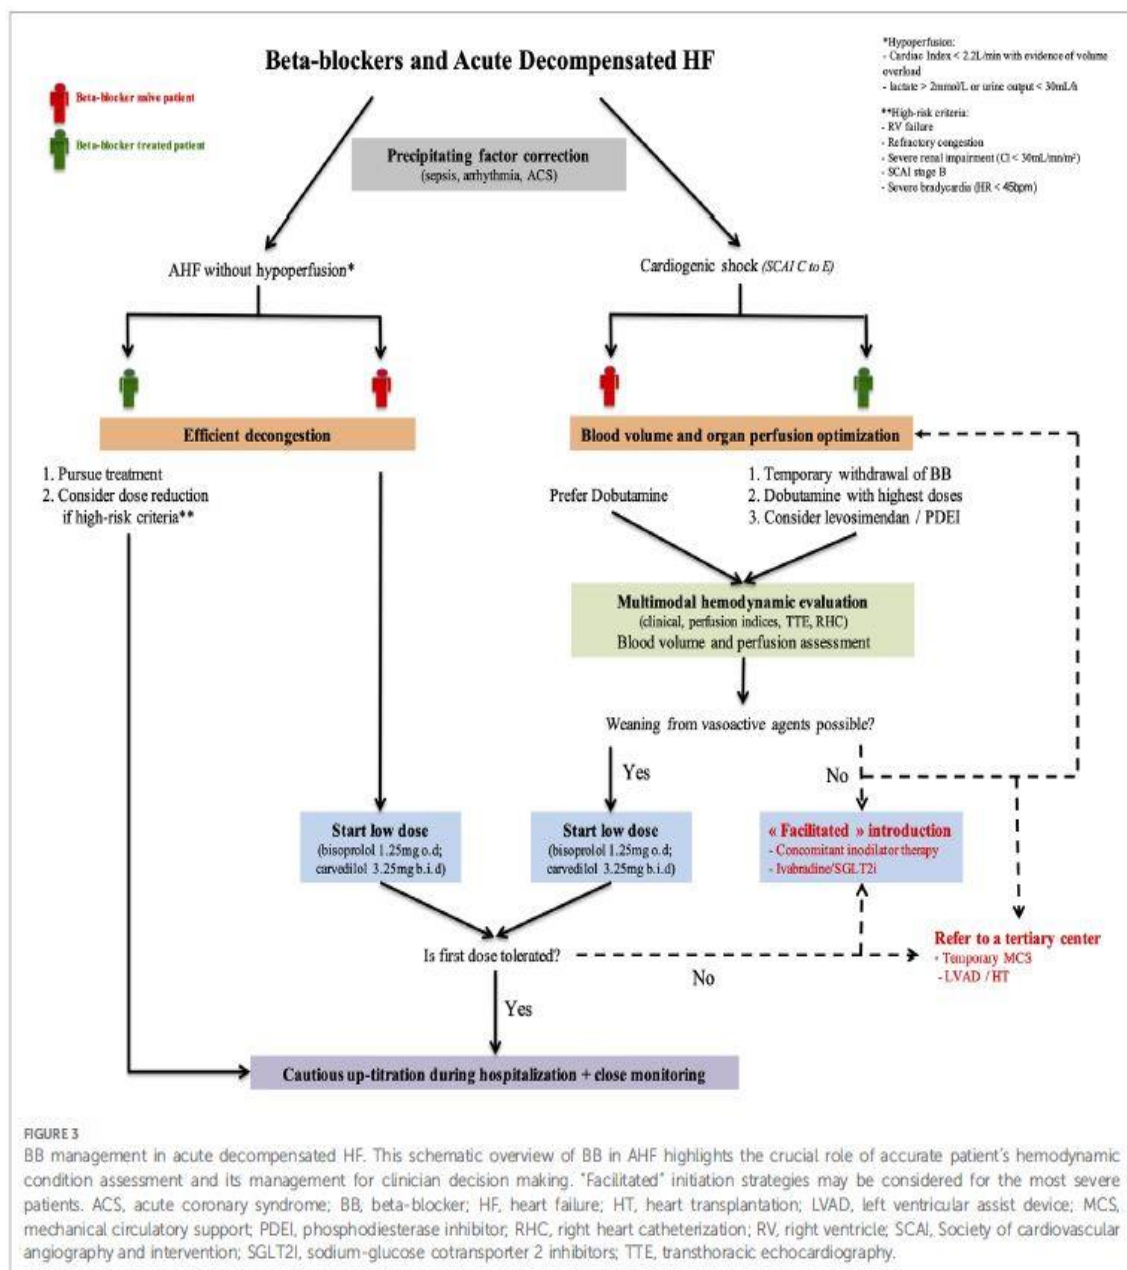 Beta-blockers and Acute Decompensated HF
*Hypoperfusion:
- Cardiac Index < 2.2L/min with evidence of volume
overload
- lactate > 2mmol/L or urine output < 30mL/h
**High-risk criteria:
- RV failure
- Refractory congestion
- Severe renal impairment (Cl < 30mL/mn/m²)
- SCAI stage B
- Severe bradycardia (HR < 45bpm)
Beta-blocker naive patient
Beta-blocker treated patient
Precipitating factor correction
(sepsis, arrhythmia, ACS)
AHF without hypoperfusion*
Cardiogenic shock (SCAI C to E)
Efficient decongestion
Blood volume and organ perfusion optimization
1. Pursue treatment
2. Consider dose reduction
if high-risk criteria**
Prefer Dobutamine
1. Temporary withdrawal of BB
2. Dobutamine with highest doses
3. Consider levosimendan / PDEI
Multimodal hemodynamic evaluation
(clinical, perfusion indices, TTE, RHC)
Blood volume and perfusion assessment
Weaning from vasoactive agents possible?
Yes
No
Start low dose
(bisoprolol 1.25mg o.d;
carvedilol 3.25mg b.i.d)
Start low dose
(bisoprolol 1.25mg o.d;
carvedilol 3.25mg b.i.d)
« Facilitated » introduction
- Concomitant inodilator therapy
- Ivabradine/SGLT2i
Is first dose tolerated?
No
Refer to a tertiary center
- Temporary MCS
- LVAD / HT
Yes
Cautious up-titration during hospitalization + close monitoring
FIGURE 3
BB management in acute decompensated HF. This schematic overview of BB in AHF highlights the crucial role of accurate patient's hemodynamic
condition assessment and its management for clinician decision making. "Facilitated" initiation strategies may be considered for the most severe
patients. ACS, acute coronary syndrome; BB, beta-blocker; HF, heart failure; HT, heart transplantation; LVAD, left ventricular assist device; MCS,
mechanical circulatory support; PDEI, phosphodiesterase inhibitor; RHC, right heart catheterization; RV, right ventricle; SCAI, Society of cardiovascular
angiography and intervention; SGLT2I, sodium-glucose cotransporter 2 inhibitors; TTE, transthoracic echocardiography.